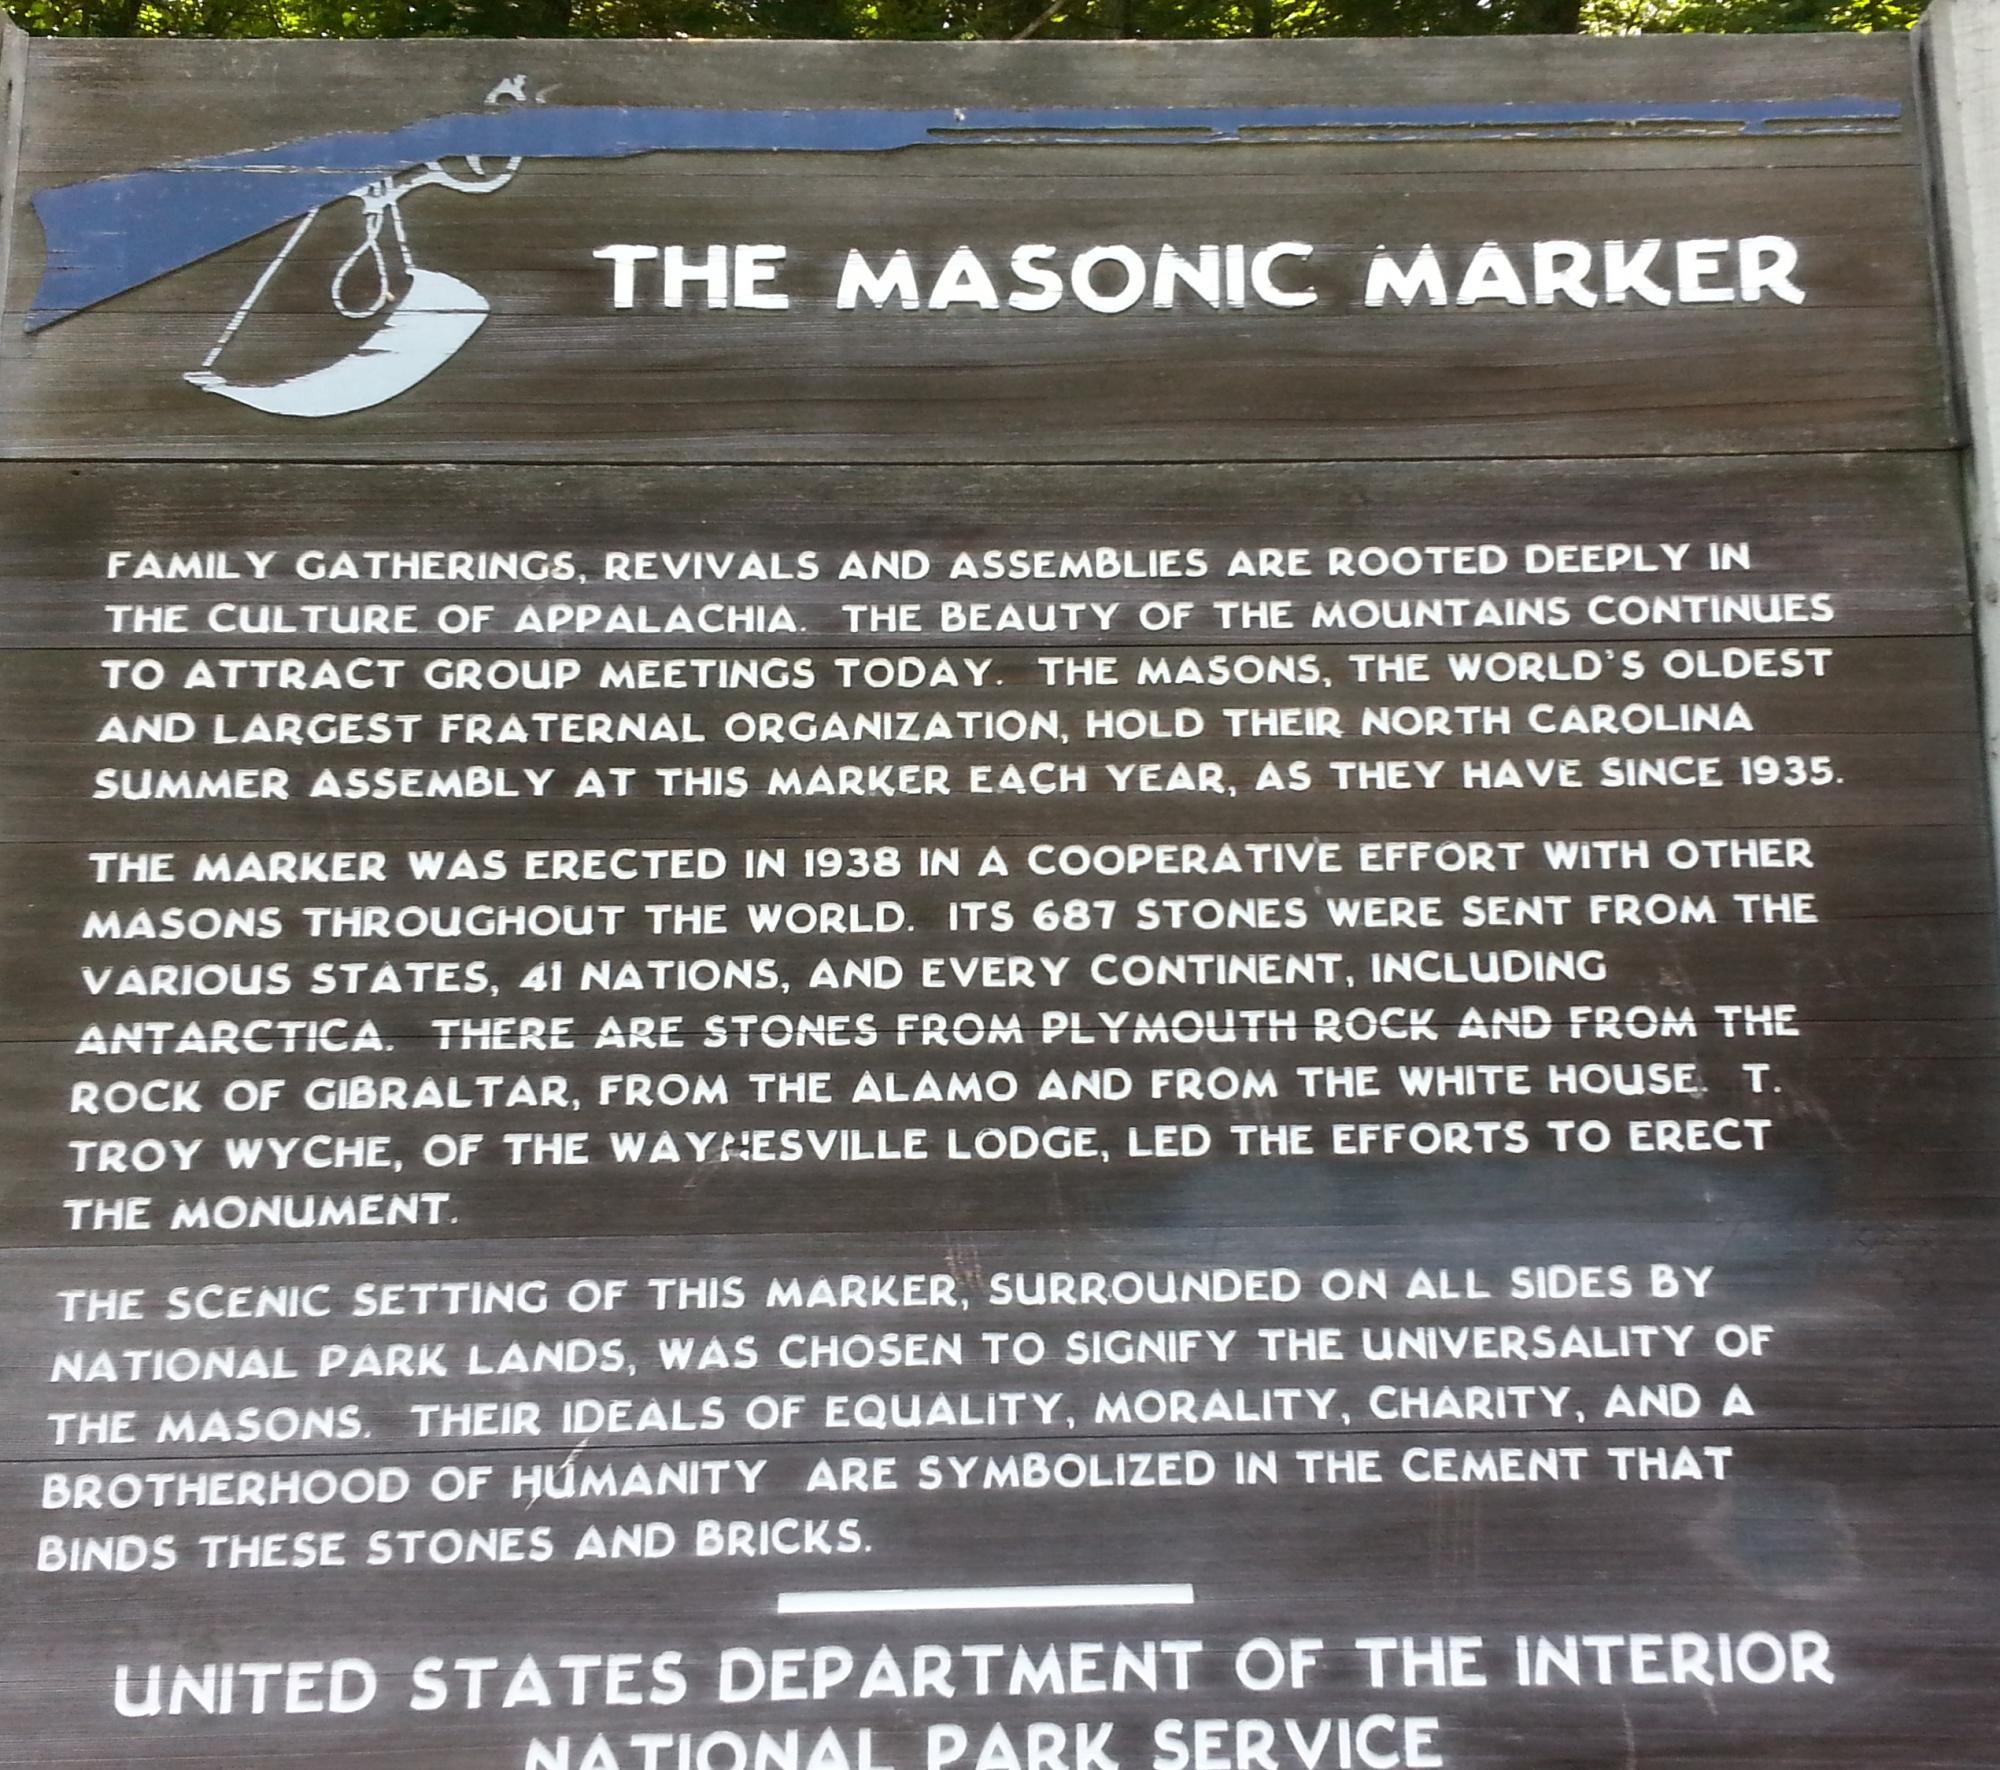 THE MASONIC MARKER
FAMILY GATHERINGS, REVIVALS AND ASSEMBLIES ARE ROOTED DEEPLY IN
THE CULTURE OF APPALACHIA. THE BEAUTY OF THE MOUNTAINS CONTINUES
TO ATTRACT GROUP MEETINGS TODAY. THE MASONS, THE WORLD'S OLDEST
AND LARGEST FRATERNAL ORGANIZATION, HOLD THEIR NORTH CAROLINA
SUMMER ASSEMBLY AT THIS MARKER EACH YEAR, AS THEY HAVE SINCE 1935.
THE MARKER WAS ERECTED IN 1938 IN A COOPERATIVE EFFORT WITH OTHER
MASONS THROUGHOUT THE WORLD. ITS 687 STONES WERE SENT FROM THE
VARIOUS STATES, 41 NATIONS, AND EVERY CONTINENT, INCLUDING
ANTARCTICA. THERE ARE STONES FROM PLYMOUTH ROCK AND FROM THE
ROCK OF GIBRALTAR, FROM THE ALAMO AND FROM THE WHITE HOUSE. T.
TROY WYCHE, OF THE WAYNESVILLE LODGE, LED THE EFFORTS TO ERECT
THE MONUMENT.
THE SCENIC SETTING OF THIS MARKER, SURROUNDED ON ALL SIDES BY
NATIONAL PARK LANDS, WAS CHOSEN TO SIGNIFY THE UNIVERSALITY OF
THE MASONS. THEIR IDEALS OF EQUALITY, MORALITY, CHARITY, AND A
BROTHERHOOD OF HUMANITY ARE SYMBOLIZED IN THE CEMENT THAT
BINDS THESE STONES AND BRICKS.
UNITED STATES DEPARTMENT OF THE INTERIOR
NATIONAL PARK SERVICE